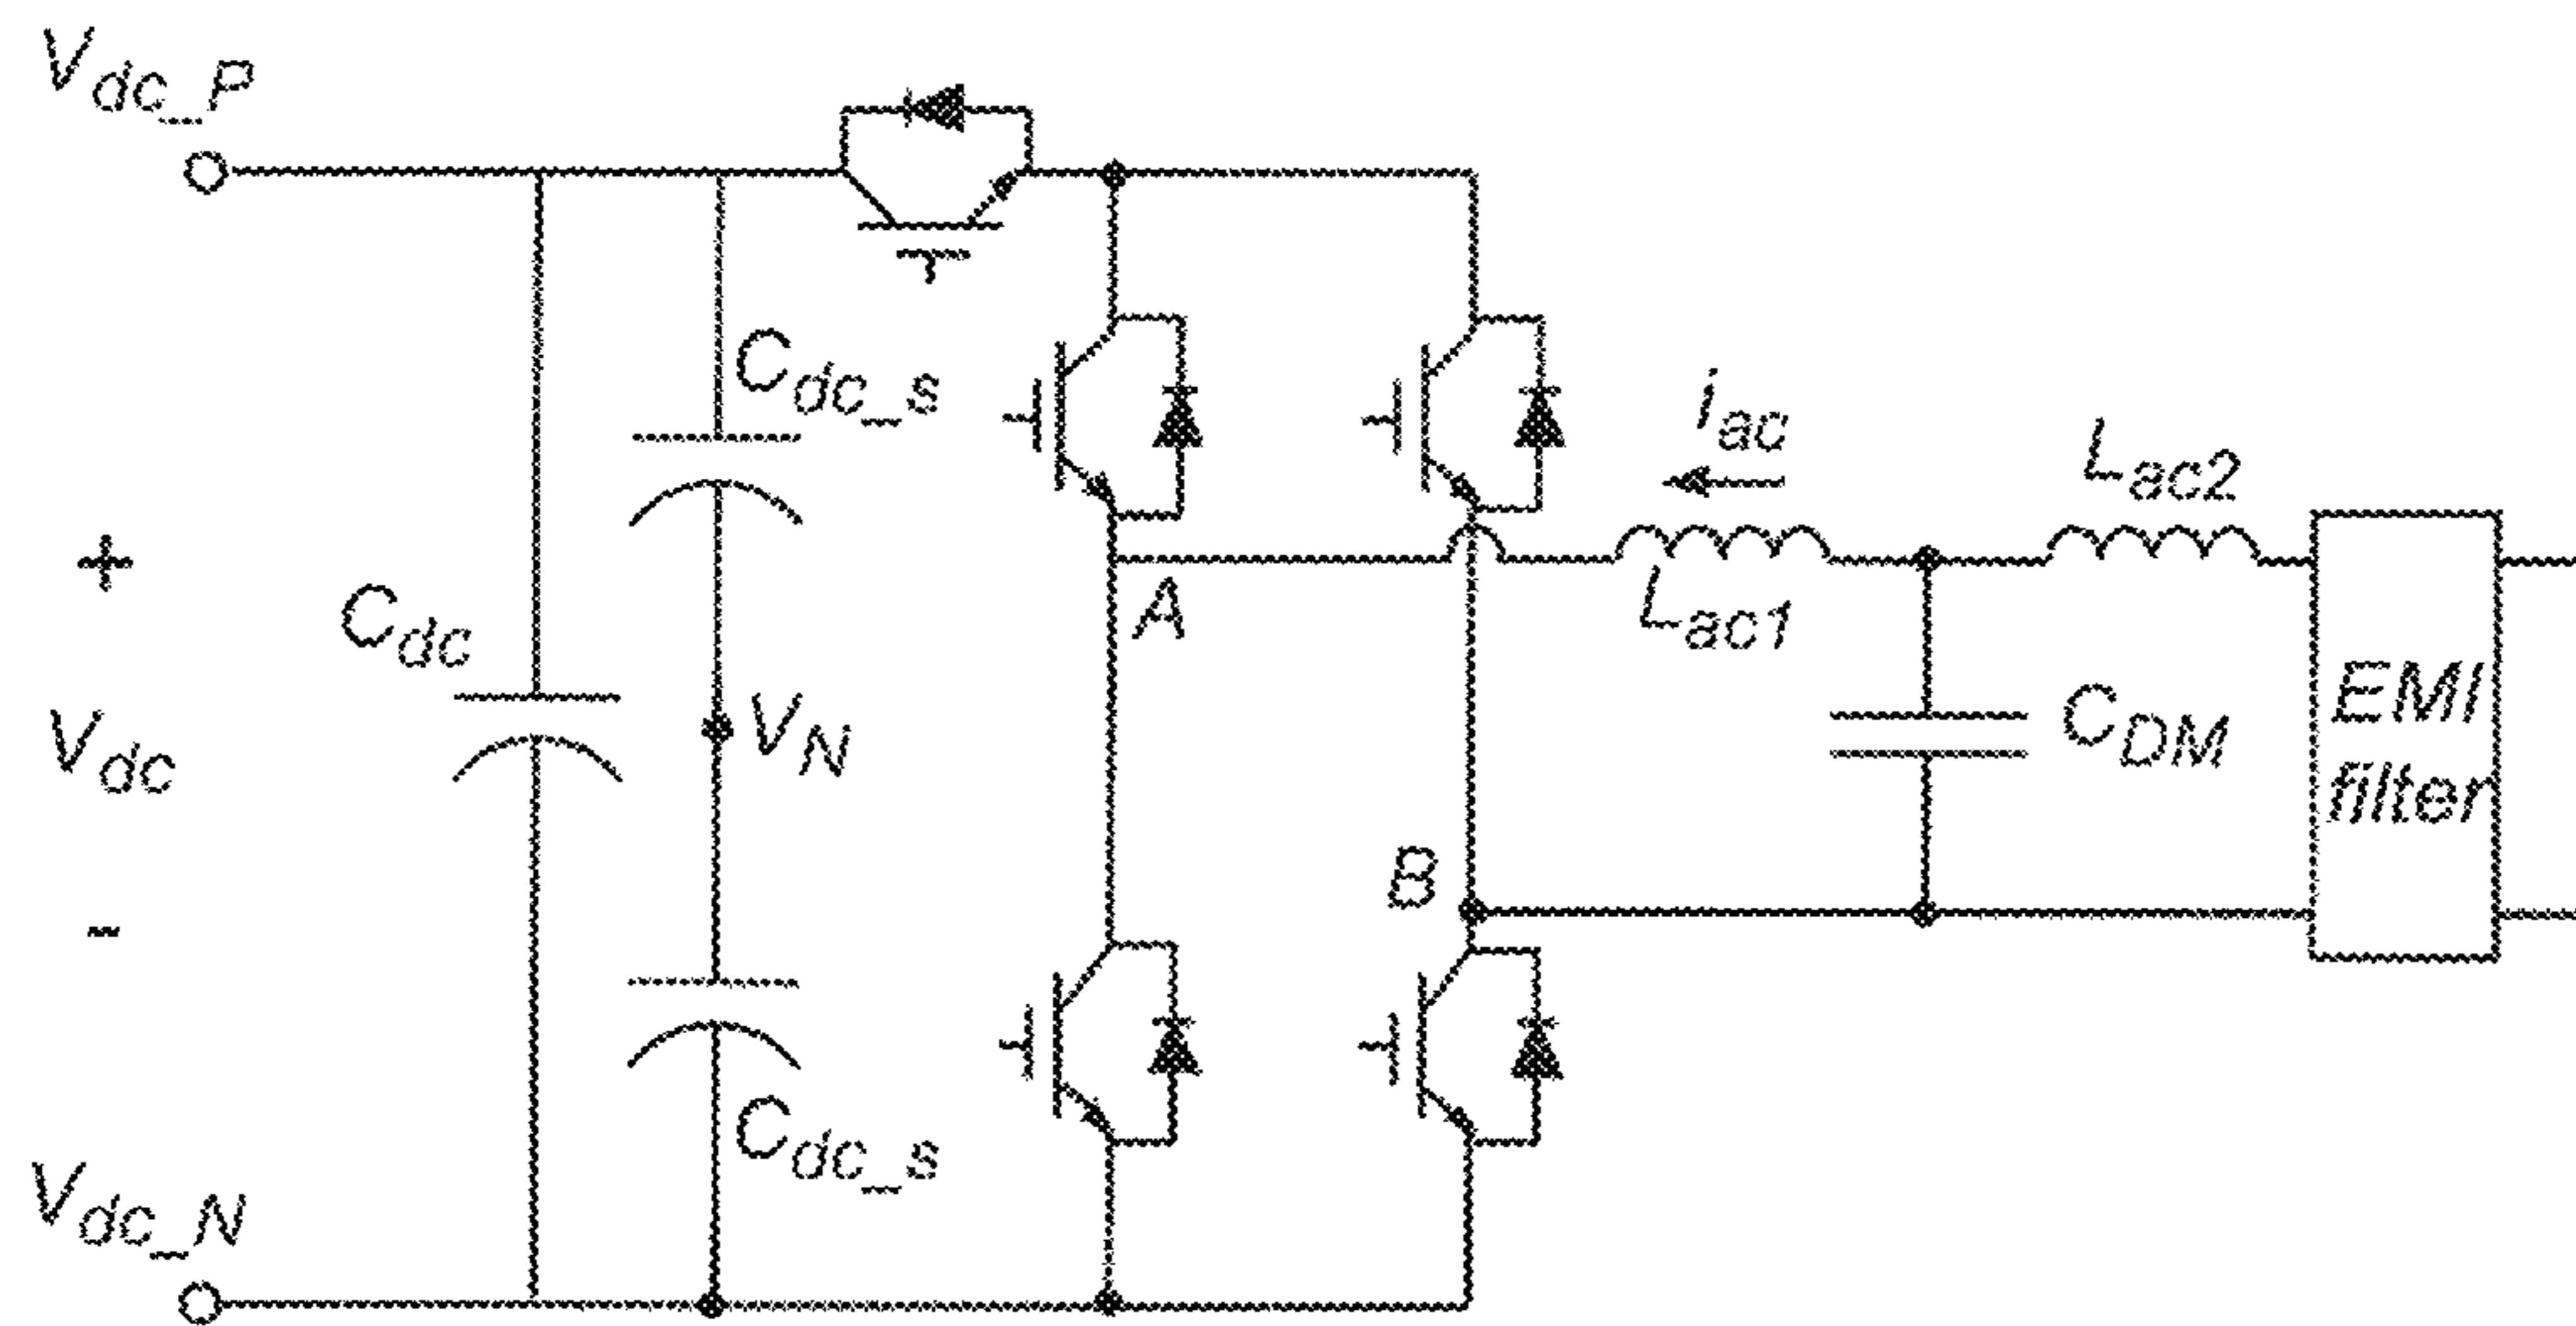 Vdc_P
Cdc_s
iac
Lac2
+
Cdc
A
Lac1
EMI
filter
VN
CDM
Vdc
B
-
Cdc_s
Vdc_N